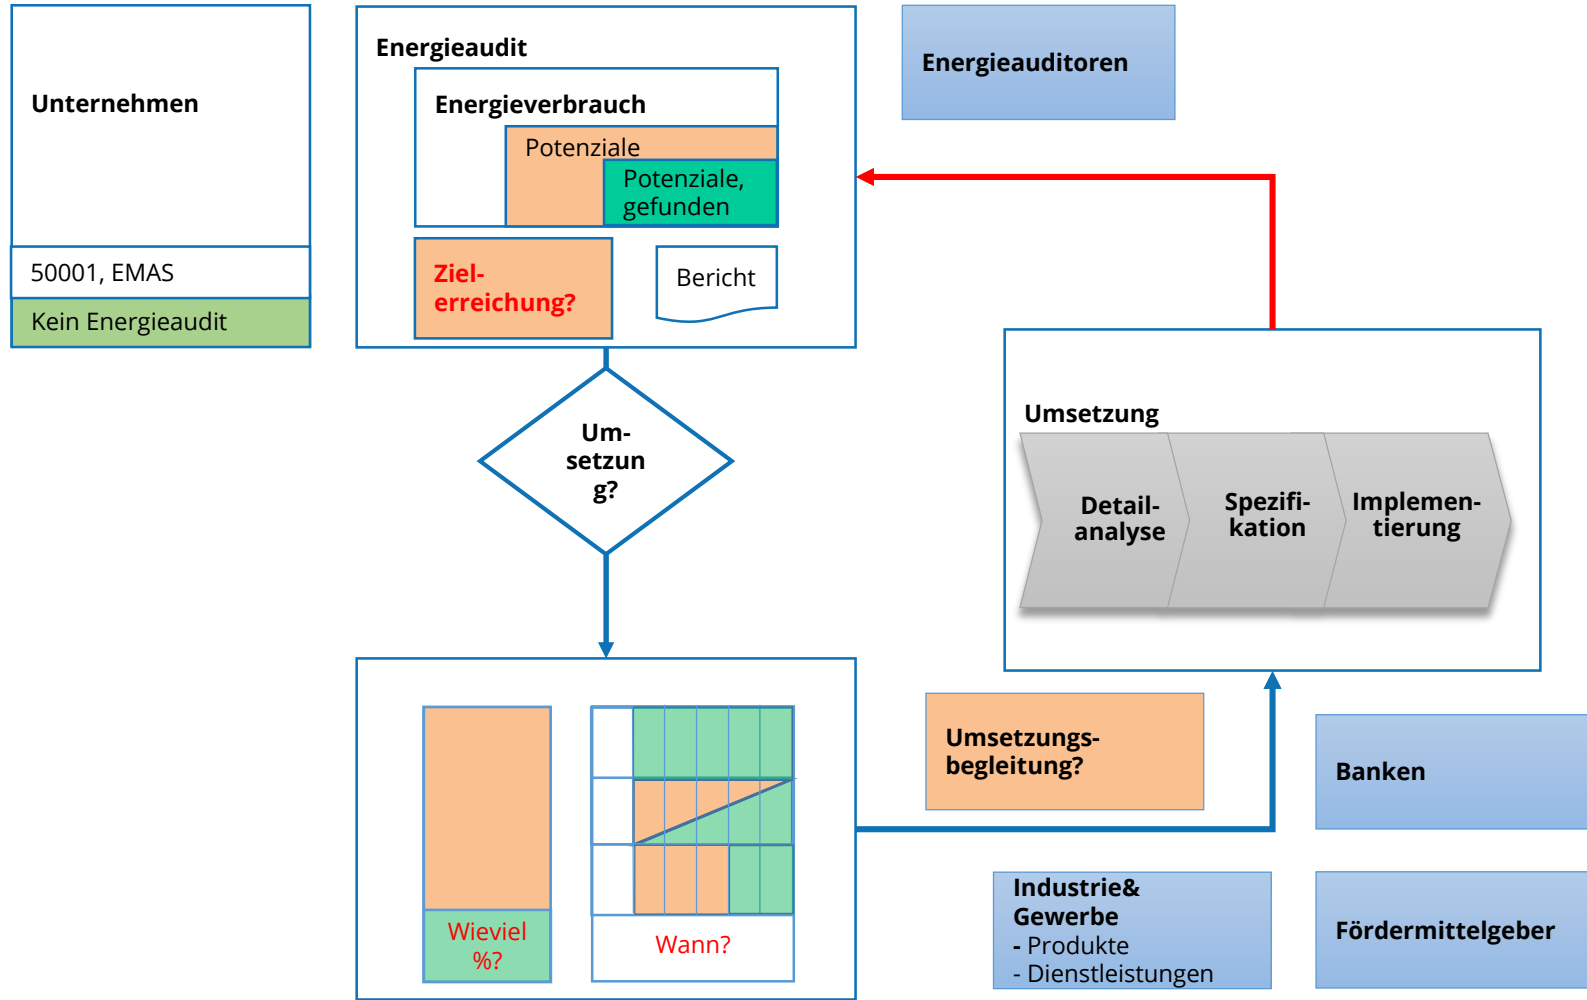 Unternehmen
50001, EMAS
Kein Energieaudit
Energieaudit
Energieverbrauch
Potenziale
Potenziale,
gefunden
Ziel-
erreichung?
Bericht
Energieauditoren
Um-
setzun
g?
Umsetzung
Detail-
analyse
Spezifi-
kation
Implemen-
tierung
Wieviel
%?
Wann?
Umsetzungs-
begleitung?
Banken
Industrie&
Gewerbe
- Produkte
- Dienstleistungen
Fördermittelgeber